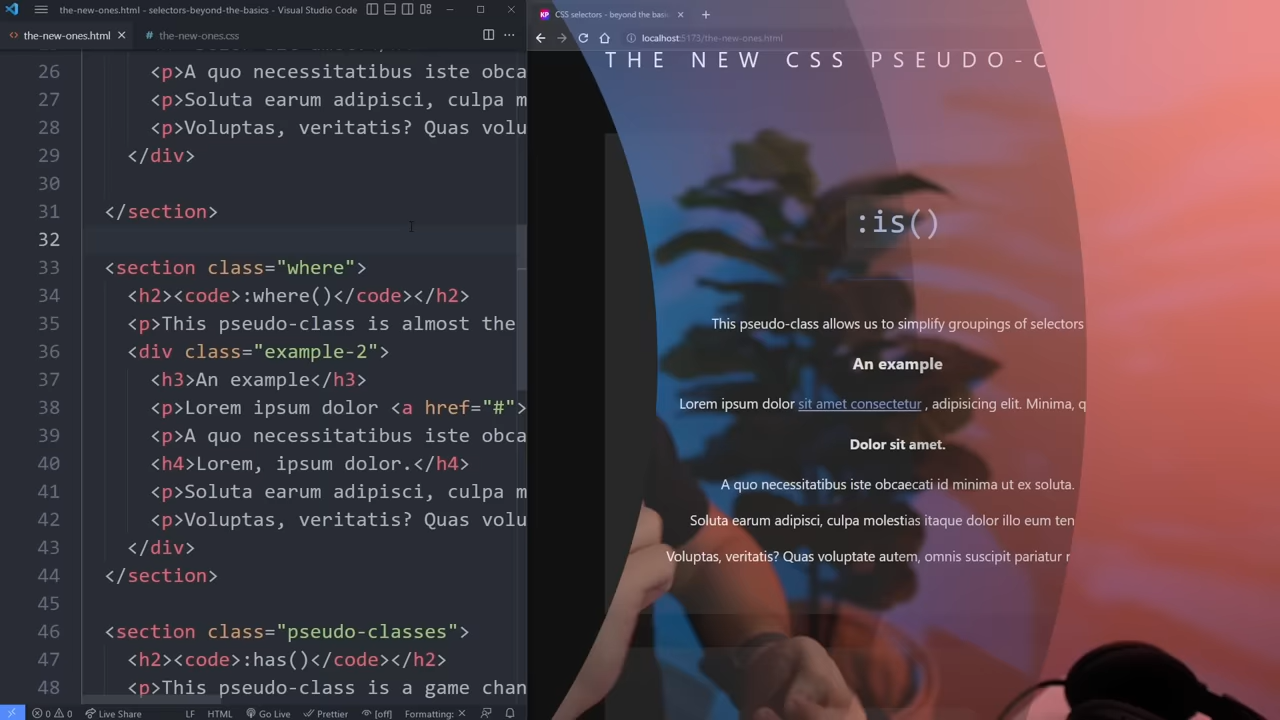 the-new-ones.html - selectors-beyond-the-basics - Visual Studio Code
the-new-ones.html
the-new-ones.css
26 <p>A quo necessitatibus iste obca
27 <p>Soluta earum adipisci, culpa m
28 <p>Voluptas, veritatis? Quas volu
29 </div>
30
31 </section>
32
33 <section class="where">
34 <h2><code>:where()</code></h2>
35 <p>This pseudo-class is almost the
36 <div class="example-2">
37 <h3>An example</h3>
38 <p>Lorem ipsum dolor <a href="#">
39 <p>A quo necessitatibus iste obca
40 <h4>Lorem, ipsum dolor.</h4>
41 <p>Soluta earum adipisci, culpa m
42 <p>Voluptas, veritatis? Quas volu
43 </div>
44 </section>
45
46 <section class="pseudo-classes">
47 <h2><code>:has()</code></h2>
48 <p>This pseudo-class is a game chan
0 0 Live Share LF HTML Go Live Prettier [off] Formatting:
KP CSS selectors - beyond the basi
localhost:5173/the-new-ones.html
THE NEW CSS PSEUDO-C
:is()
This pseudo-class allows us to simplify groupings of selectors
An example
Lorem ipsum dolor sit amet consectetur , adipisicing elit. Minima, q
Dolor sit amet.
A quo necessitatibus iste obcaecati id minima ut ex soluta.
Soluta earum adipisci, culpa molestias itaque dolor illo eum ten
Voluptas, veritatis? Quas voluptate autem, omnis suscipit pariatur r